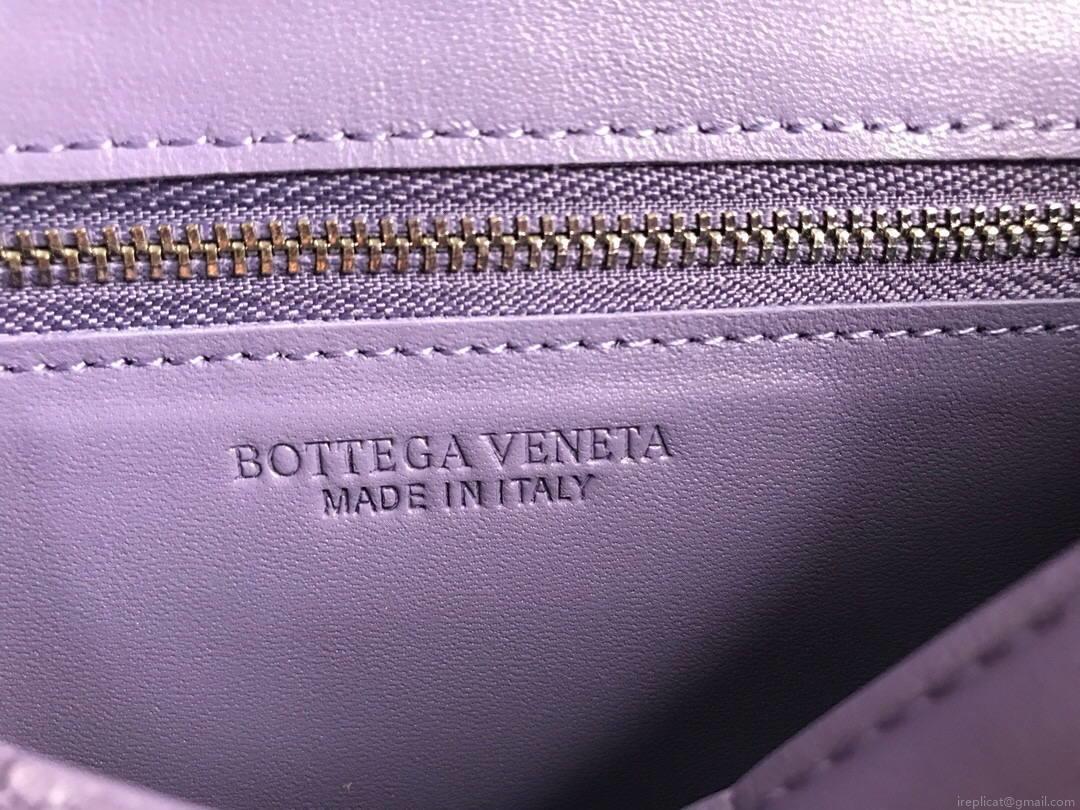 BOTTEGA VENETA
MADE IN ITALY
ireplicat@gmail.com